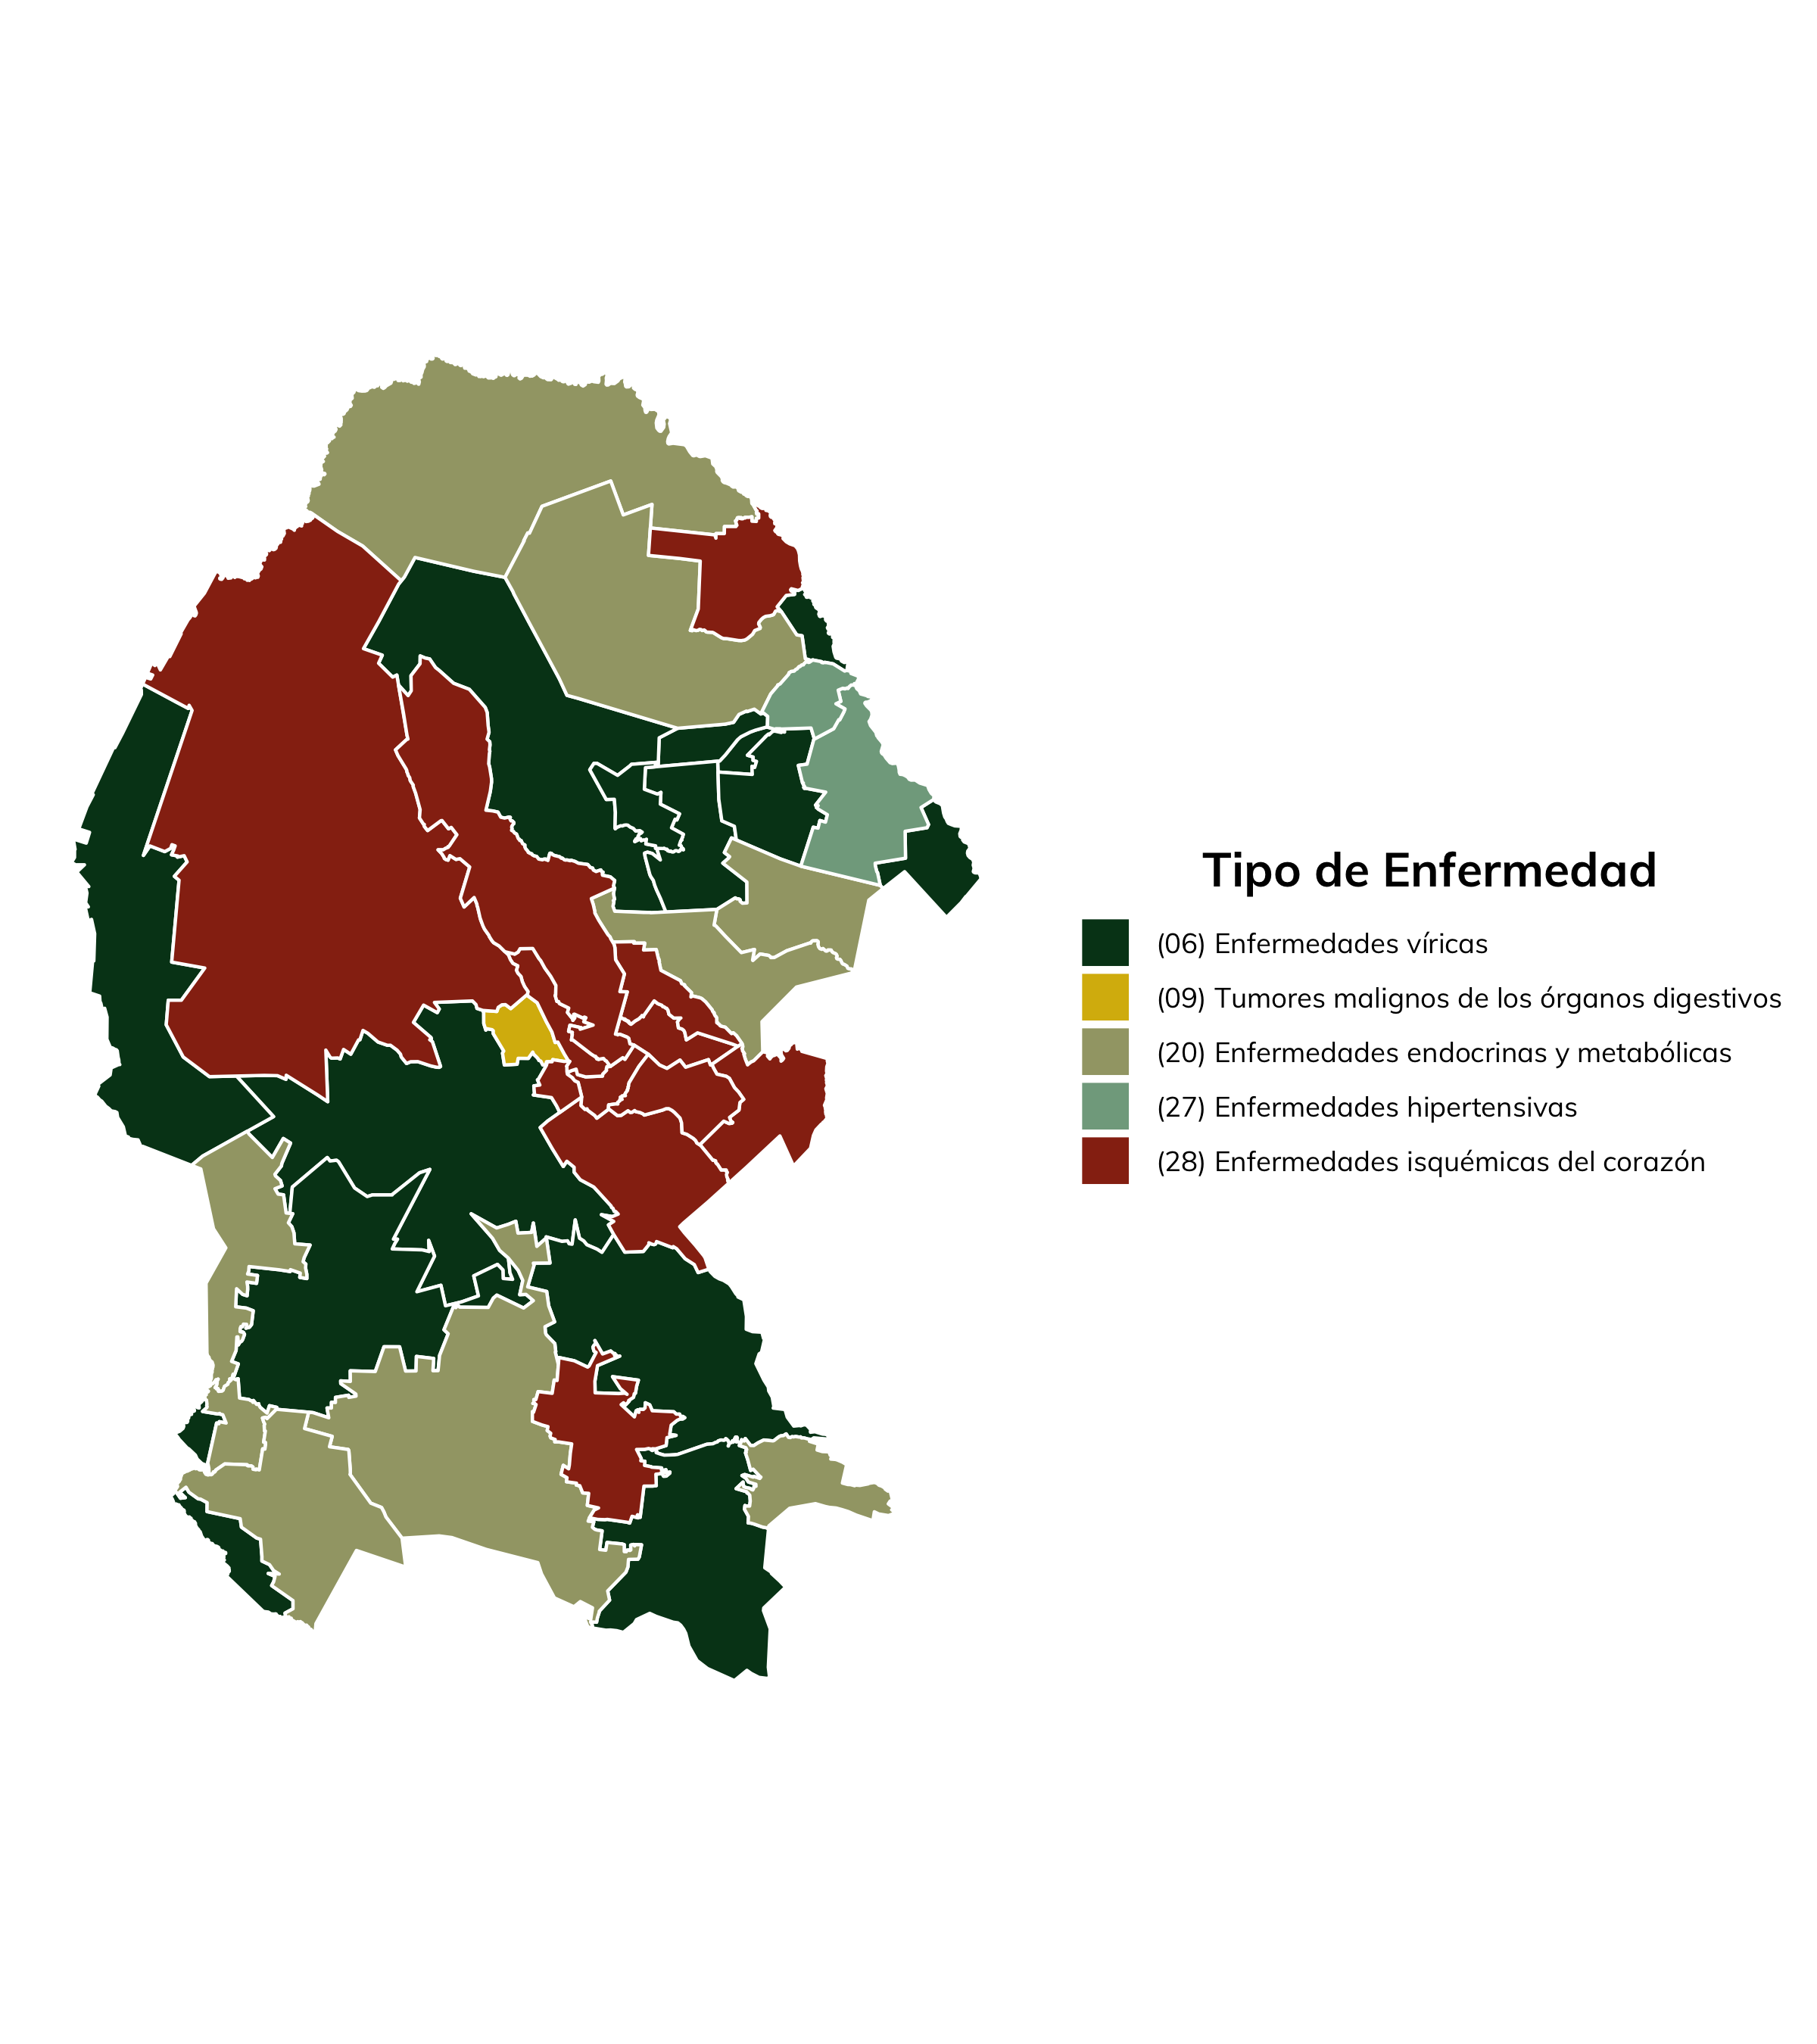 Tipo de Enfermedad
(06) Enfermedades víricas
(09) Tumores malignos de los órganos digestivos
(20) Enfermedades endocrinas y metabólicas
(27) Enfermedades hipertensivas
(28) Enfermedades isquémicas del corazón